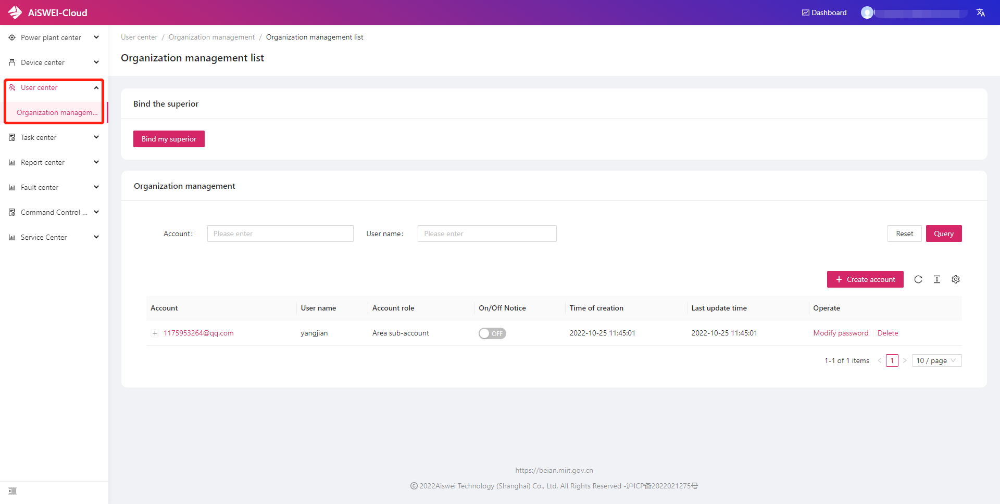 AiSWEI-Cloud
Dashboard
Power plant center
Device center
User center
Organization managem...
Task center
Report center
Fault center
Command Control ...
Service Center
User center / Organization management / Organization management list
Organization management list
Bind the superior
Bind my superior
Organization management
Account: Please enter User name: Please enter Reset Query
+ Create account
Account User name Account role On/Off Notice Time of creation Last update time Operate
+ 1175953264@qq.com yangjian Area sub-account OFF 2022-10-25 11:45:01 2022-10-25 11:45:01 Modify password Delete
1-1 of 1 items < 1 > 10 / page
https://beian.miit.gov.cn
© 2022Aiswei Technology (Shanghai) Co., Ltd. All Rights Reserved -沪ICP备2022021275号